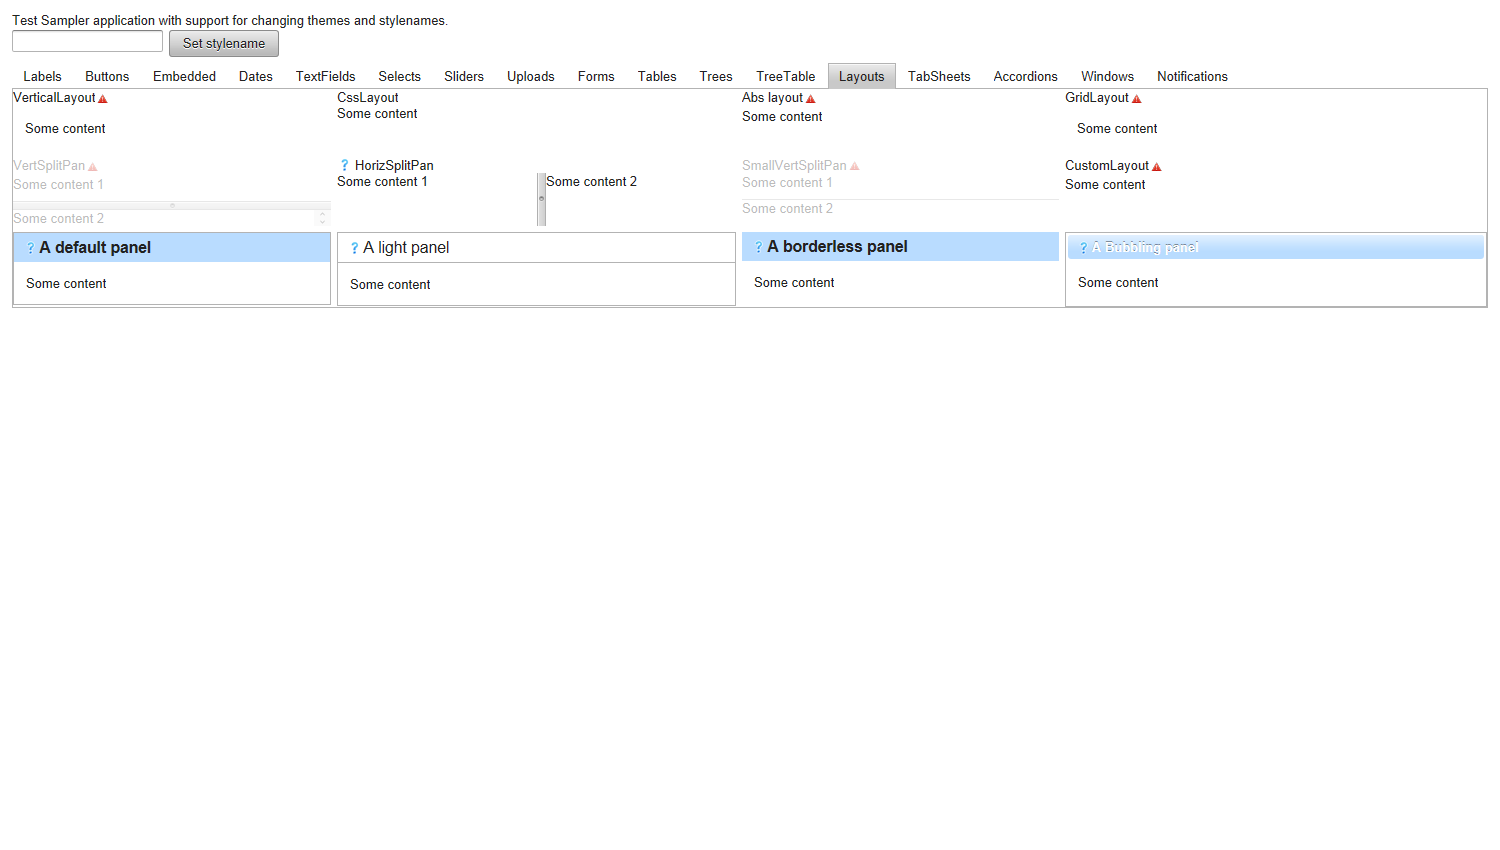 Test Sampler application with support for changing themes and stylenames.
Set stylename
Labels Buttons Embedded Dates TextFields Selects Sliders Uploads Forms Tables Trees TreeTable Layouts TabSheets Accordions Windows Notifications
VerticalLayout CssLayout Abs layout GridLayout
Some content Some content Some content Some content
VertSplitPan HorizSplitPan SmallVertSplitPan CustomLayout
Some content 1 Some content 1 Some content 2 Some content 1 Some content
Some content 2 Some content 2
? A default panel ? A light panel ? A borderless panel ? A Bubbling panel
Some content Some content Some content Some content